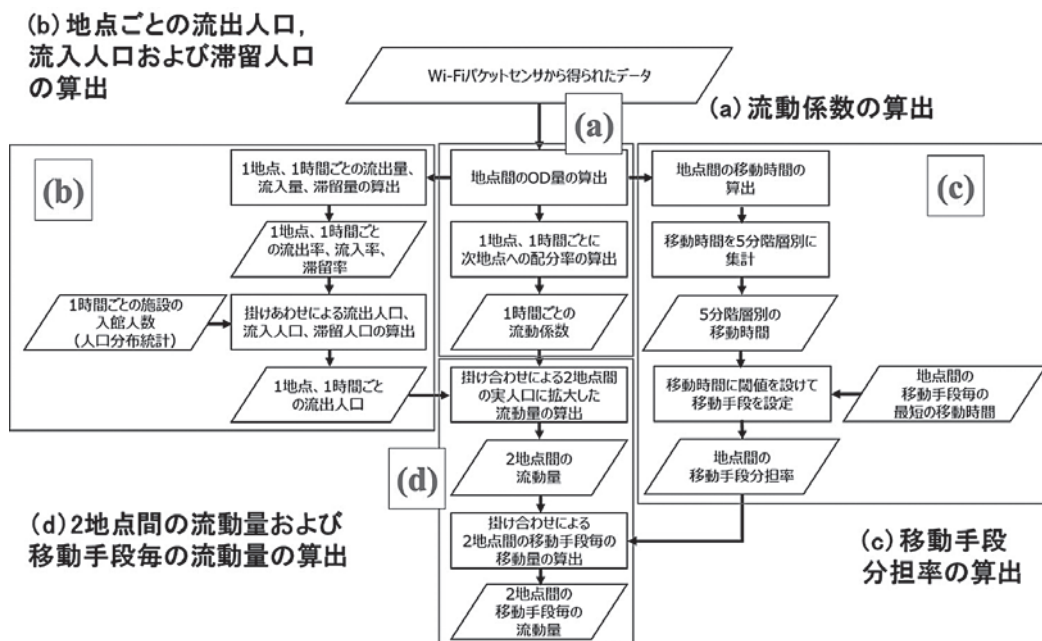 (b) 地点ごとの流出人口,
流入人口および滞留人口
の算出
Wi-Fiパケットセンサから得られたデータ
(a)
(a) 流動係数の算出
(b)
1地点、1時間ごとの流出量、
流入量、滞留量の算出
1地点、1時間ごと
の流出率、流入率、
滞留率
1時間ごとの施設の
入館人数
(人口分布統計)
掛けあわせによる流出人口、
流入人口、滞留人口の算出
1地点、1時間ごと
の流出人口
地点間のOD量の算出
1地点、1時間ごとに
次地点への配分率の算出
1時間ごとの
流動係数
(c)
地点間の移動時間の
算出
移動時間を5分階層別に
集計
5分階層別の
移動時間
移動時間に閾値を設けて
移動手段を設定
地点間の
移動手段毎の
最短の移動時間
地点間の
移動手段分担率
(d)
掛け合わせによる2地点間
の実人口に拡大した
流動量の算出
2地点間の
流動量
掛け合わせによる
2地点間の移動手段毎の
移動量の算出
2地点間の
移動手段毎の
流動量
(d) 2地点間の流動量および
移動手段毎の流動量の算出
(c) 移動手段
分担率の算出